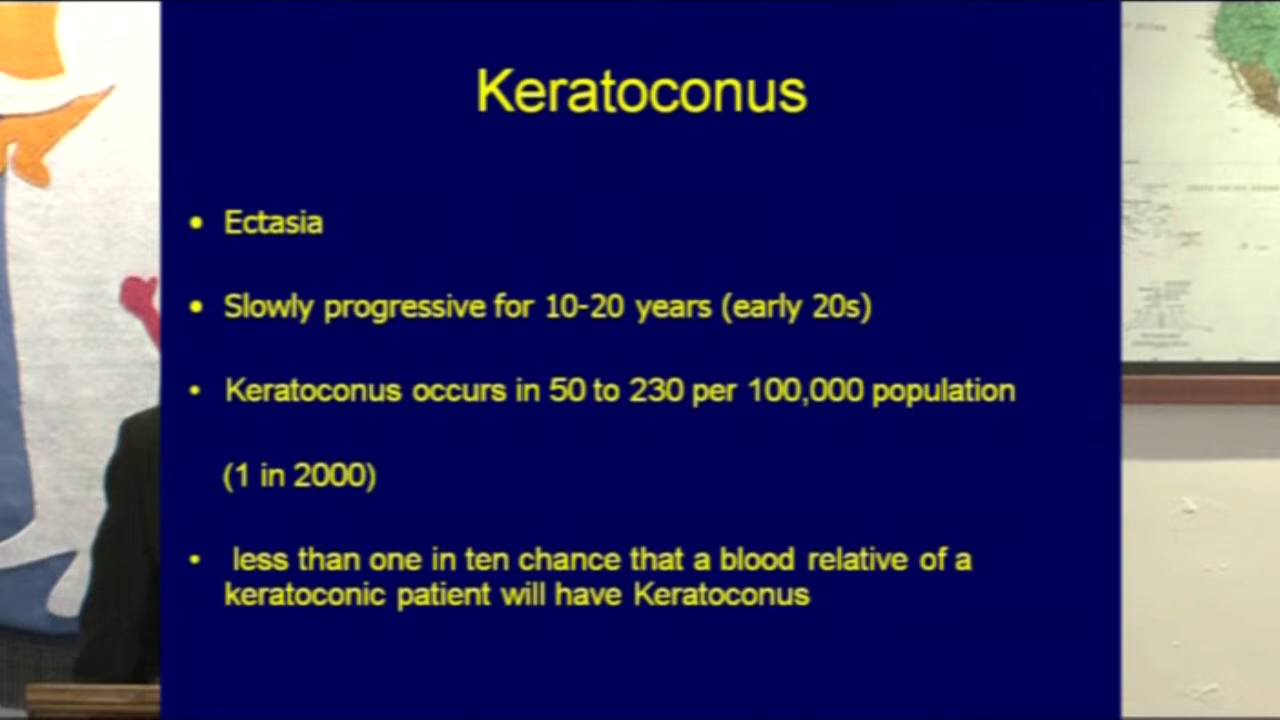 Keratoconus
• Ectasia
• Slowly progressive for 10-20 years (early 20s)
• Keratoconus occurs in 50 to 230 per 100,000 population
(1 in 2000)
• less than one in ten chance that a blood relative of a
keratoconic patient will have Keratoconus